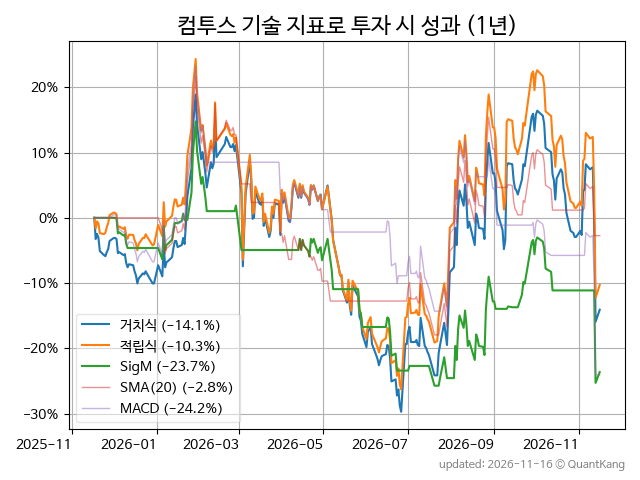 컴투스 기술 지표로 투자 시 성과 (1년)
20%
10%
0%
−10%
−20%
−30%
거치식 (−14.1%)
적립식 (−10.3%)
SigM (−23.7%)
SMA(20) (−2.8%)
MACD (−24.2%)
2025−11
2026−01
2026−03
2026−05
2026−07
2026−09
2026−11
updated: 2026−11−16 © QuantKang